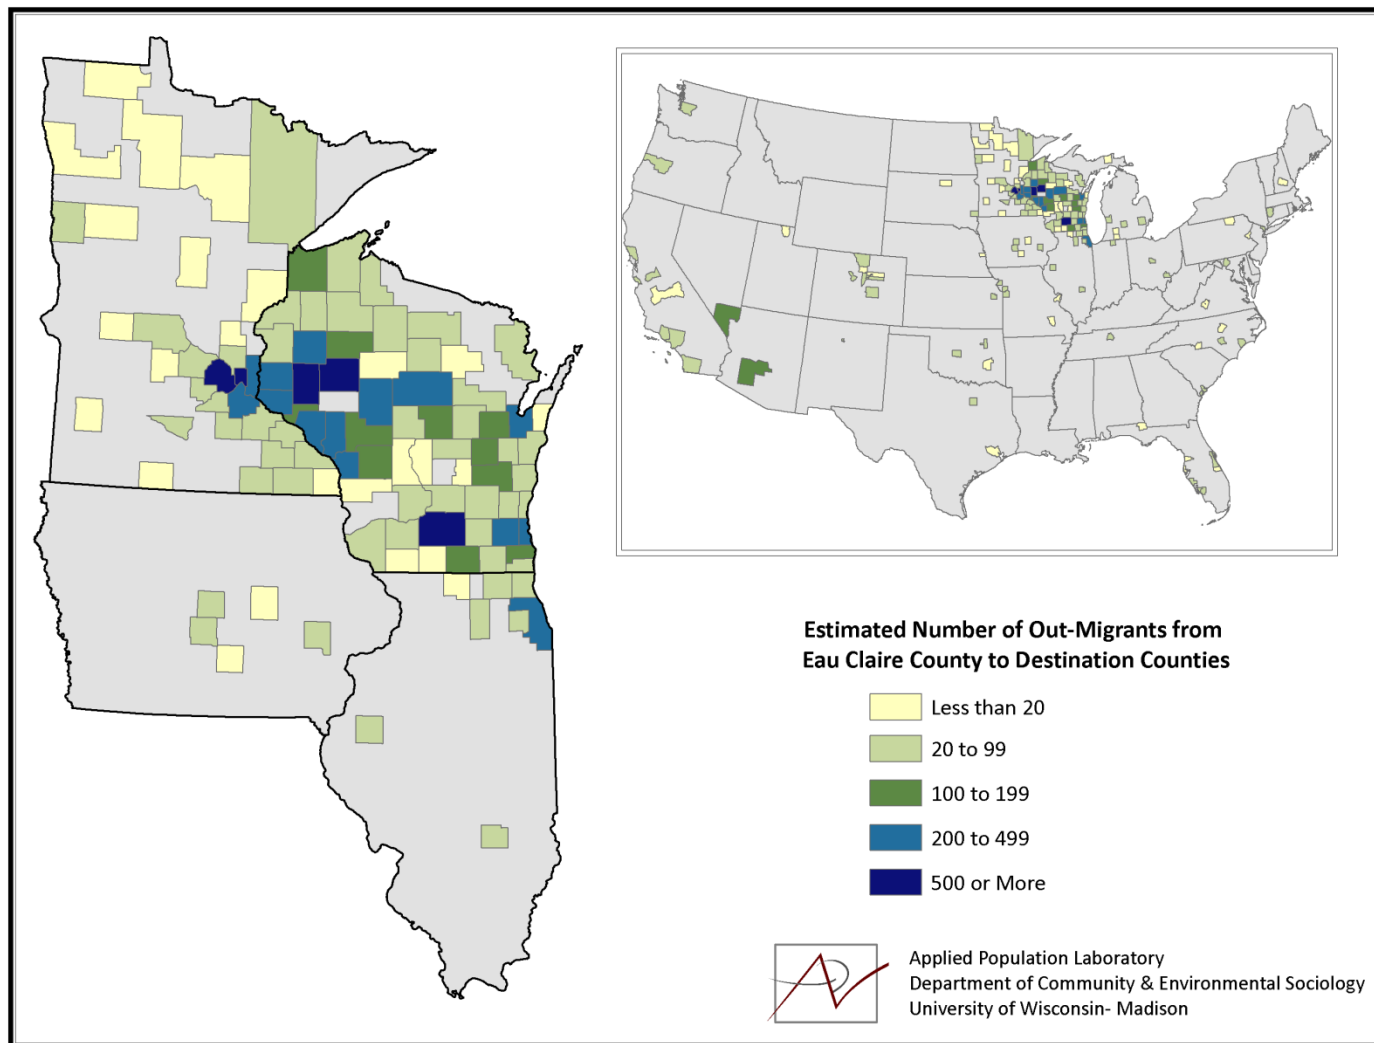 Estimated Number of Out-Migrants from
Eau Claire County to Destination Counties
Less than 20
20 to 99
100 to 199
200 to 499
500 or More
Applied Population Laboratory
Department of Community & Environmental Sociology
University of Wisconsin- Madison